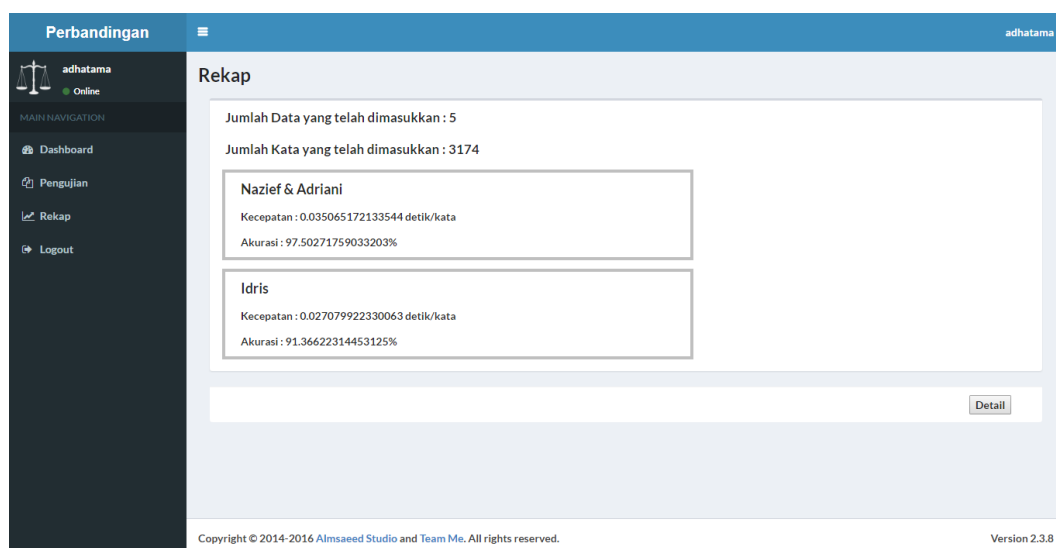 Perbandingan
adhatama
adhatama
Online
MAIN NAVIGATION
Dashboard
Pengujian
Rekap
Logout
Rekap
Jumlah Data yang telah dimasukkan : 5
Jumlah Kata yang telah dimasukkan : 3174
Nazief & Adriani
Kecepatan : 0.035065172133544 detik/kata
Akurasi : 97.50271759033203%
Idris
Kecepatan : 0.027079922330063 detik/kata
Akurasi : 91.36622314453125%
Detail
Copyright © 2014-2016 Almsaeed Studio and Team Me. All rights reserved.
Version 2.3.8